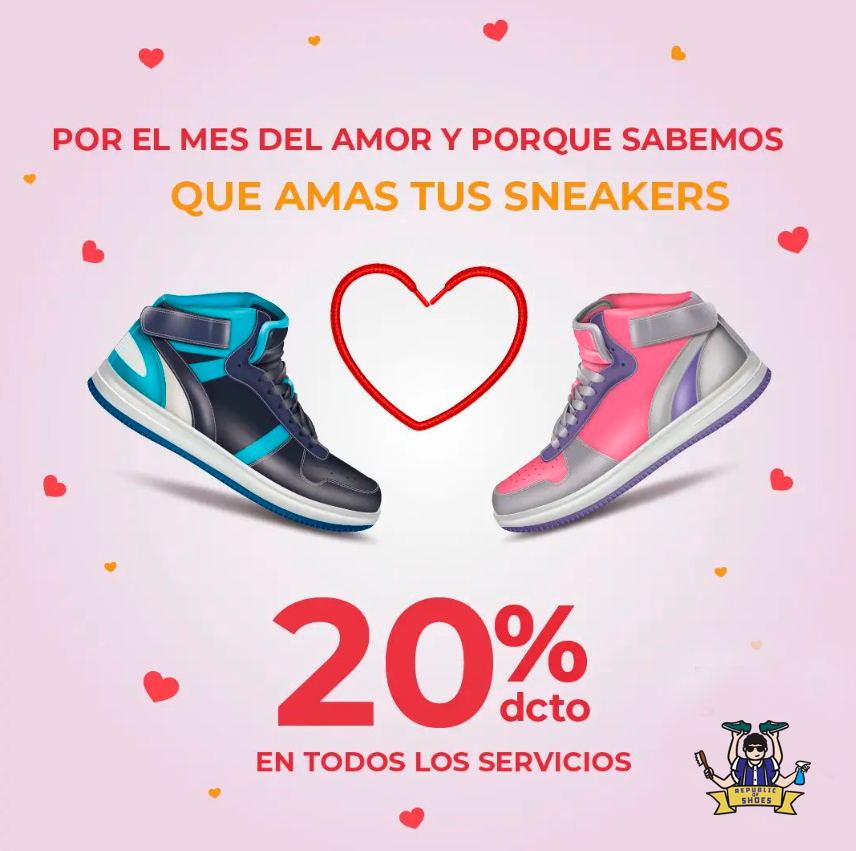 POR EL MES DEL AMOR Y PORQUE SABEMOS
QUE AMAS TUS SNEAKERS
20%
dcto
EN TODOS LOS SERVICIOS
REPUBLIC
OF
SHOES